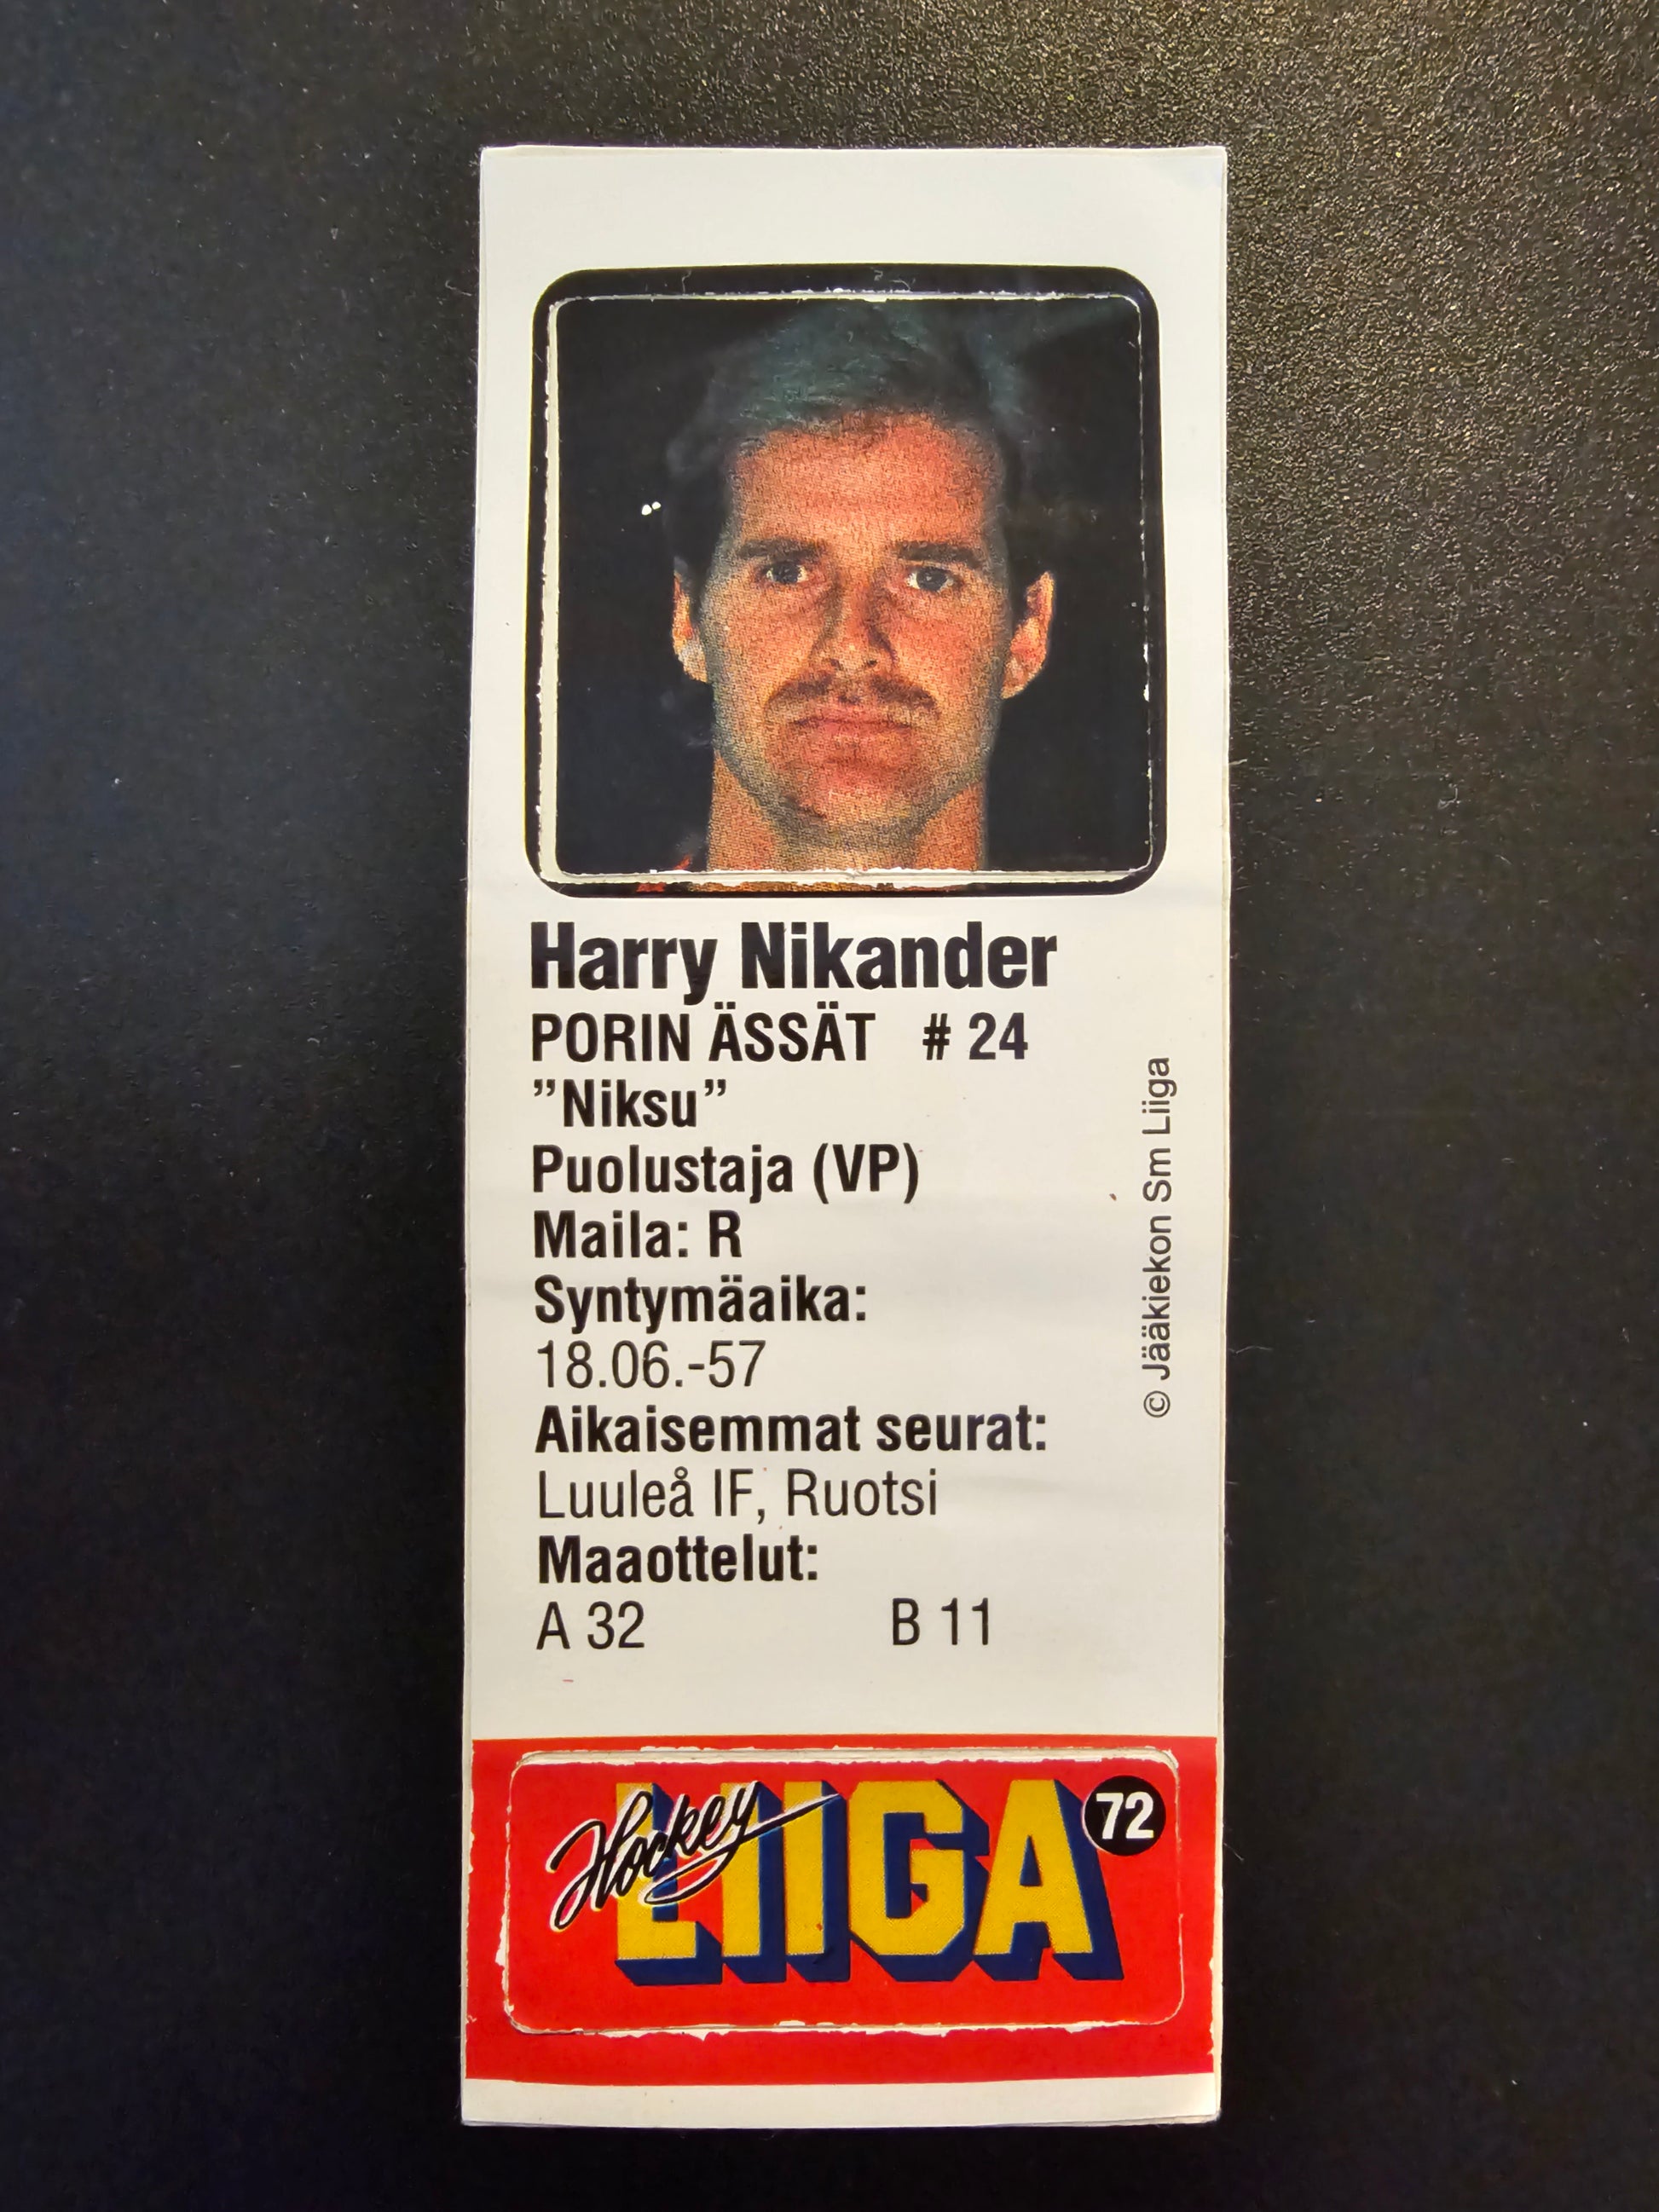 Harry Nikander
PORIN ÄSSÄT # 24
”Niksu”
Puolustaja (VP)
Maila: R
Syntymäaika:
18.06.-57
Aikaisemmat seurat:
Luuleå IF, Ruotsi
Maaottelut:
A 32 B 11
© Jääkiekon Sm Liiga
Hockey LIIGA 72